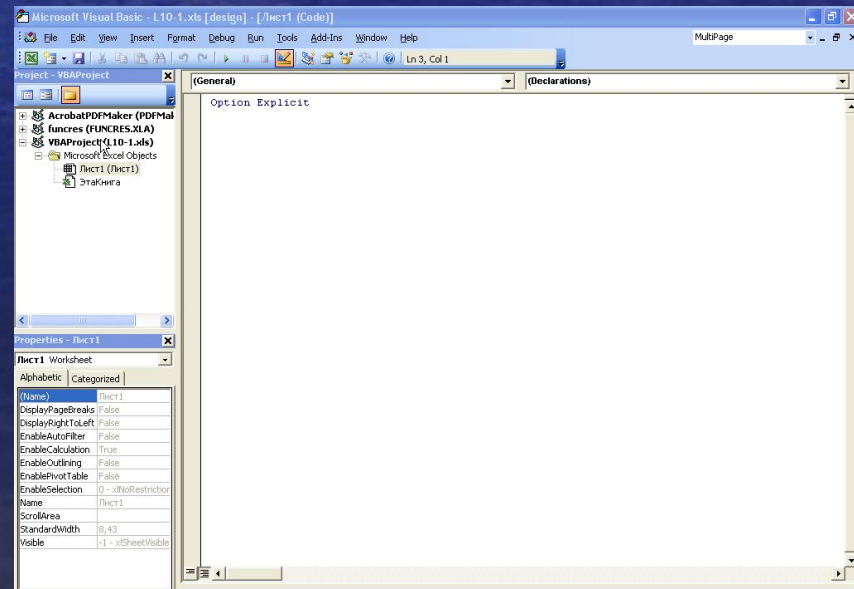 Microsoft Visual Basic - L10-1.xls [design] - [Лист1 (Code)]
File Edit View Insert Format Debug Run Tools Add-Ins Window Help
MultiPage
Ln 3, Col 1
Project - VBAProject
(General)
(Declarations)
Option Explicit
AcrobatPDFMaker (PDFMak
funcres (FUNCRES.XLA)
VBAProject (L10-1.xls)
Microsoft Excel Objects
Лист1 (Лист1)
ЭтаКнига
Properties - Лист1
Лист1 Worksheet
Alphabetic Categorized
(Name) Лист1
DisplayPageBreaks False
DisplayRightToLeft False
EnableAutoFilter False
EnableCalculation True
EnableOutlining False
EnablePivotTable False
EnableSelection 0 - xlNoRestriction
Name Лист1
ScrollArea
StandardWidth 8,43
Visible -1 - xlSheetVisible